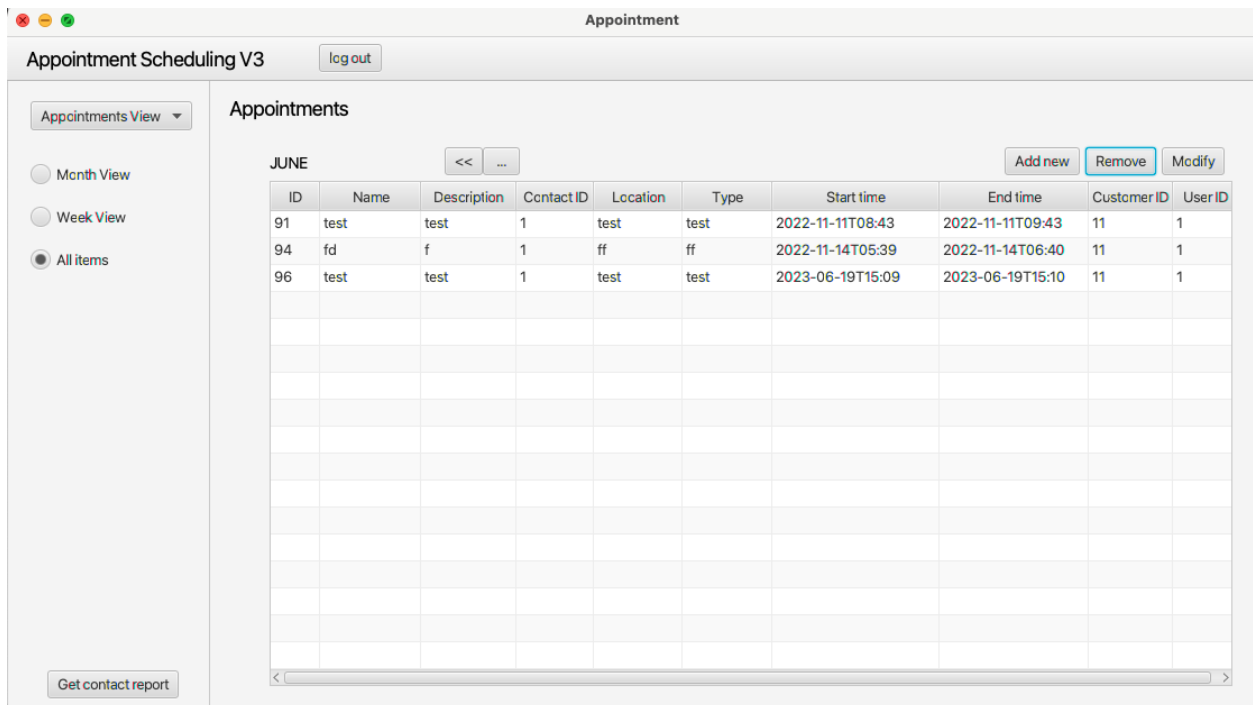 Appointment
Appointment Scheduling V3 log out
Appointments View
Month View
Week View
All items
Get contact report
Appointments
JUNE << ... Add new Remove Modify
ID Name Description Contact ID Location Type Start time End time Customer ID User ID
91 test test 1 test test 2022-11-11T08:43 2022-11-11T09:43 11 1
94 fd f 1 ff ff 2022-11-14T05:39 2022-11-14T06:40 11 1
96 test test 1 test test 2023-06-19T15:09 2023-06-19T15:10 11 1